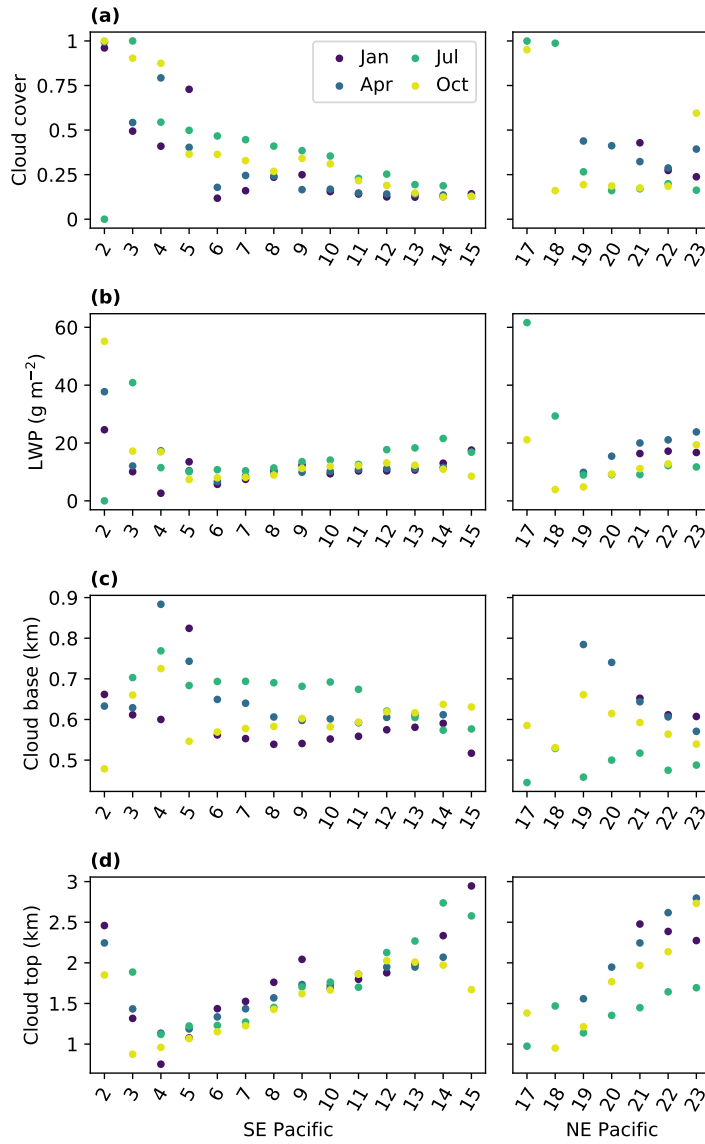 (a)
Cloud cover
1
0.75
0.5
0.25
0
Jan
Jul
Apr
Oct
2 3 4 5 6 7 8 9 10 11 12 13 14 15
17 18 19 20 21 22 23
(b)
LWP (g m⁻²)
60
40
20
0
2 3 4 5 6 7 8 9 10 11 12 13 14 15
17 18 19 20 21 22 23
(c)
Cloud base (km)
0.9
0.8
0.7
0.6
0.5
2 3 4 5 6 7 8 9 10 11 12 13 14 15
17 18 19 20 21 22 23
(d)
Cloud top (km)
3
2.5
2
1.5
1
2 3 4 5 6 7 8 9 10 11 12 13 14 15
17 18 19 20 21 22 23
SE Pacific
NE Pacific